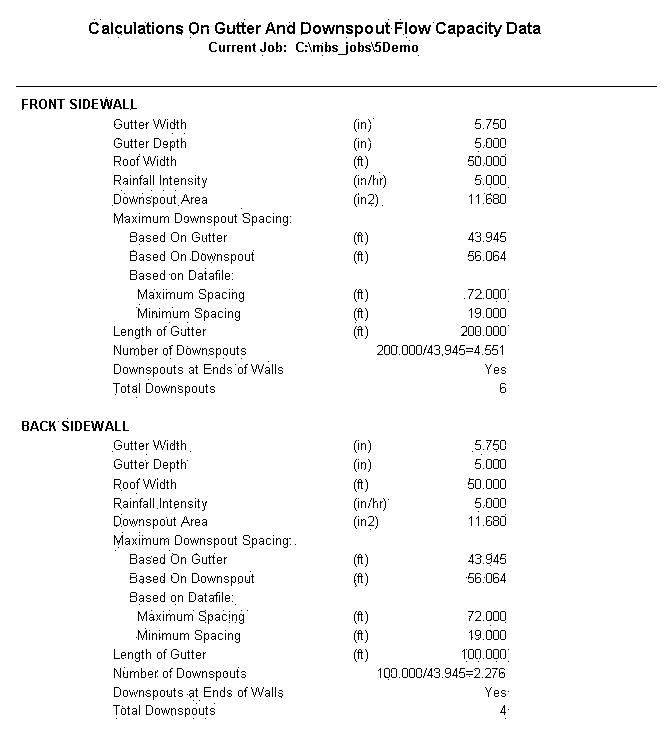 Calculations On Gutter And Downspout Flow Capacity Data
Current Job: C:\mbs_jobs\5Demo
FRONT SIDEWALL
Gutter Width (in) 5.750
Gutter Depth (in) 5.000
Roof Width (ft) 50.000
Rainfall Intensity (in/hr) 5.000
Downspout Area (in2) 11.680
Maximum Downspout Spacing:
Based On Gutter (ft) 43.945
Based On Downspout (ft) 56.064
Based on Datafile:
Maximum Spacing (ft) 72.000
Minimum Spacing (ft) 19.000
Length of Gutter (ft) 200.000
Number of Downspouts 200.000/43.945=4.551
Downspouts at Ends of Walls Yes
Total Downspouts 6
BACK SIDEWALL
Gutter Width (in) 5.750
Gutter Depth (in) 5.000
Roof Width (ft) 50.000
Rainfall Intensity (in/hr) 5.000
Downspout Area (in2) 11.680
Maximum Downspout Spacing:
Based On Gutter (ft) 43.945
Based On Downspout (ft) 56.064
Based on Datafile:
Maximum Spacing (ft) 72.000
Minimum Spacing (ft) 19.000
Length of Gutter (ft) 100.000
Number of Downspouts 100.000/43.945=2.276
Downspouts at Ends of Walls Yes
Total Downspouts 4